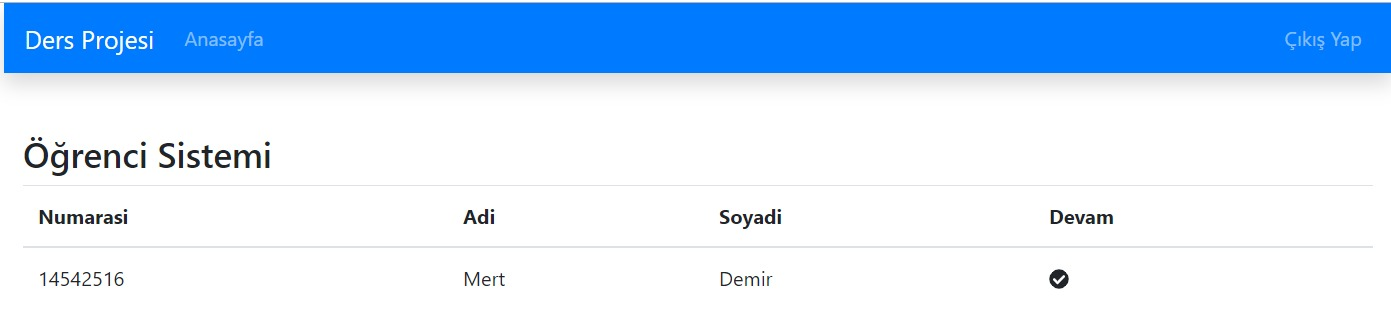 Ders Projesi Anasayfa Çıkış Yap
Öğrenci Sistemi
Numarasi Adi Soyadi Devam
14542516 Mert Demir